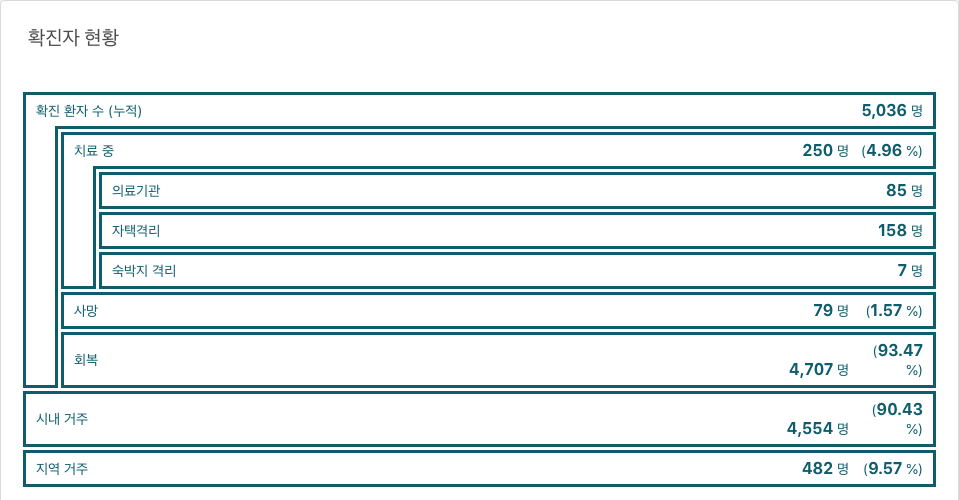 확진자 현황
확진 환자 수 (누적) 5,036 명
치료 중 250 명 (4.96 %)
의료기관 85 명
자택격리 158 명
숙박지 격리 7 명
사망 79 명 (1.57 %)
회복 4,707 명 (93.47 %)
시내 거주 4,554 명 (90.43 %)
지역 거주 482 명 (9.57 %)